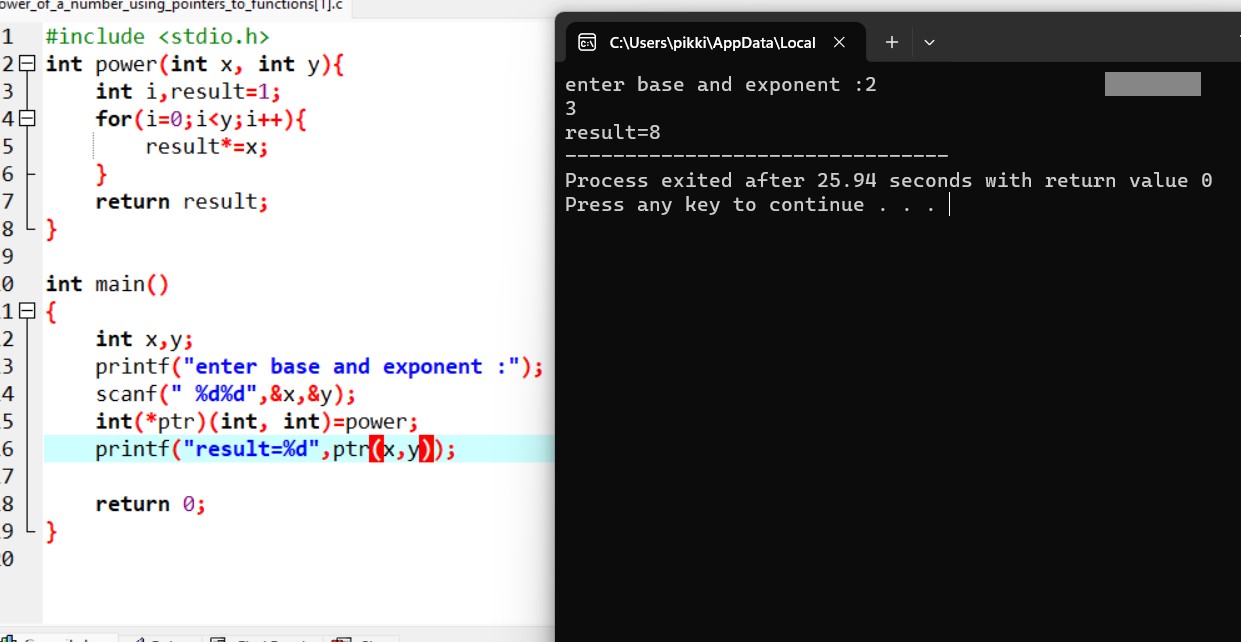 ower_of_a_number_using_pointers_to_functions[1].c
1 #include <stdio.h>
2 int power(int x, int y){
3 int i,result=1;
4 for(i=0;i<y;i++){
5 result*=x;
6 }
7 return result;
8 }
9
0 int main()
1 {
2 int x,y;
3 printf("enter base and exponent :");
4 scanf(" %d%d",&x,&y);
5 int(*ptr)(int, int)=power;
6 printf("result=%d",ptr(x,y));
7
8 return 0;
9 }
0
C:\Users\pikki\AppData\Local
enter base and exponent :2
3
result=8
--------------------------------
Process exited after 25.94 seconds with return value 0
Press any key to continue . . .